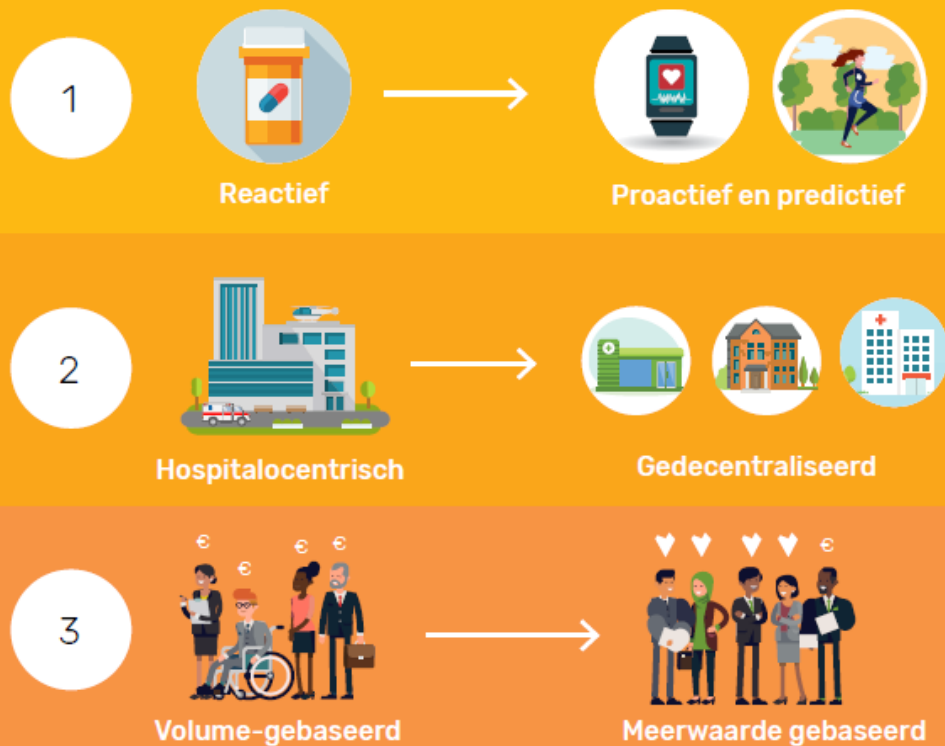 1
Reactief
Proactief en predictief
2
Hospitalocentrisch
Gedecentraliseerd
3
€ € € €
€
Volume-gebaseerd
Meerwaarde gebaseerd